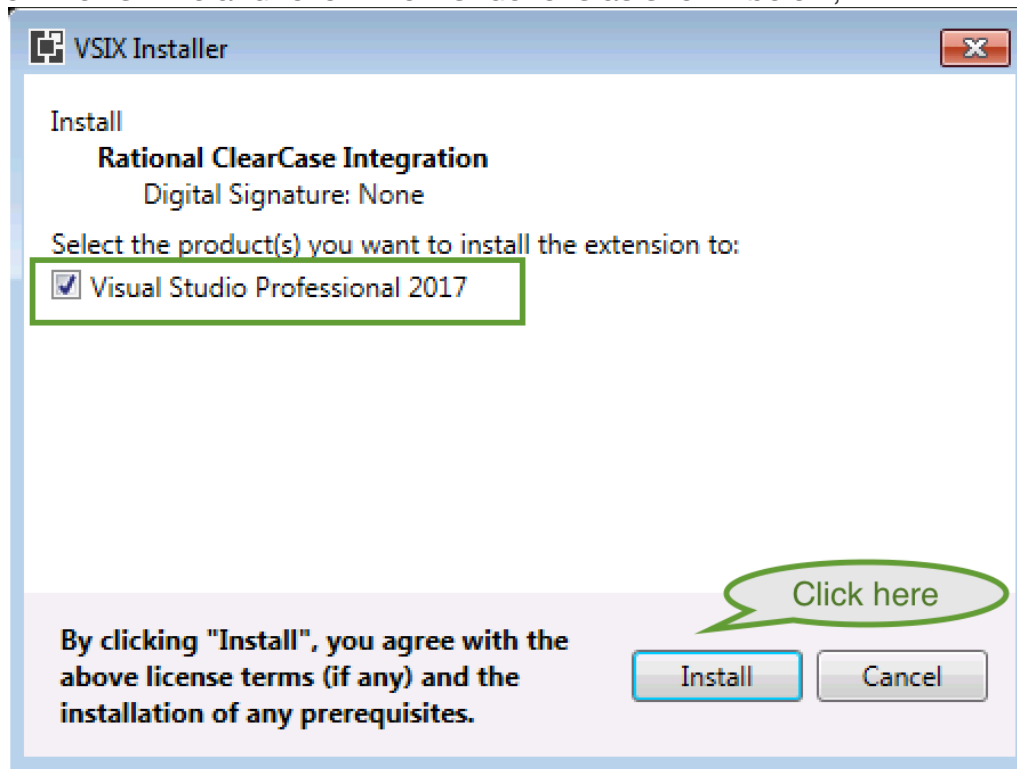 VSIX Installer
Install
Rational ClearCase Integration
Digital Signature: None
Select the product(s) you want to install the extension to:
Visual Studio Professional 2017
Click here
By clicking "Install", you agree with the
above license terms (if any) and the
installation of any prerequisites.
Install
Cancel